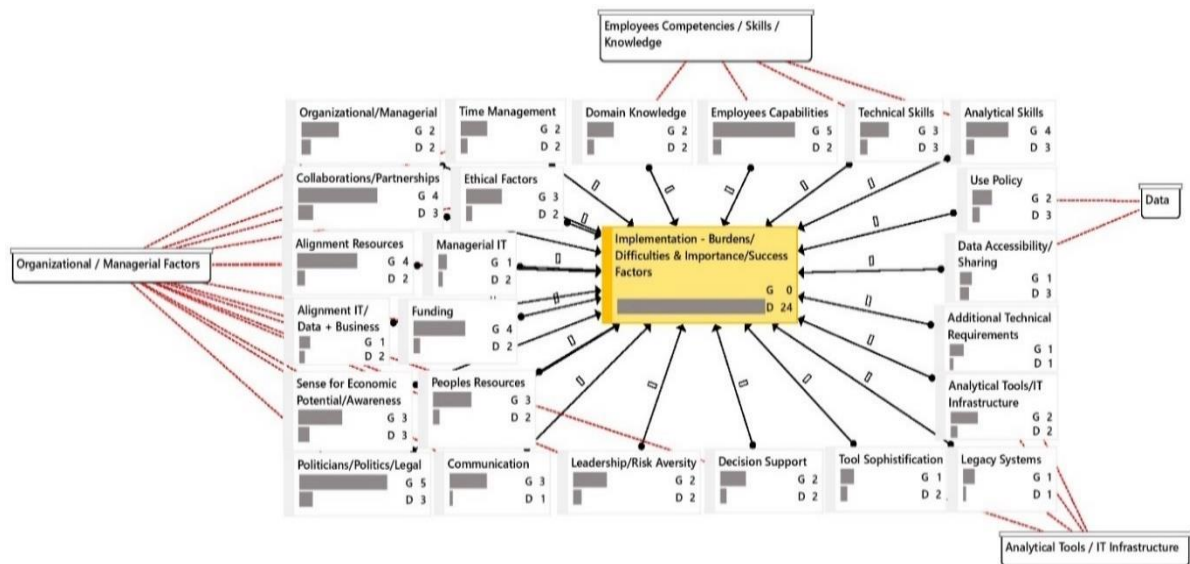 Employees Competencies / Skills /
Knowledge
Organizational/Managerial
G 2
D 2
Time Management
G 2
D 2
Domain Knowledge
G 2
D 2
Employees Capabilities
G 5
D 2
Technical Skills
G 3
D 3
Analytical Skills
G 4
D 3
Collaborations/Partnerships
G 4
D 3
Ethical Factors
G 3
D 2
Use Policy
G 2
D 3
Data
Organizational / Managerial Factors
Alignment Resources
G 4
D 2
Managerial IT
G 1
D 2
Implementation - Burdens/
Difficulties & Importance/Success
Factors
G 0
D 24
Data Accessibility/
Sharing
G 1
D 3
Alignment IT/
Data + Business
G 1
D 2
Funding
G 4
D 2
Additional Technical
Requirements
G 1
D 1
Sense for Economic
Potential/Awareness
G 3
D 3
Peoples Resources
G 3
D 2
Analytical Tools/IT
Infrastructure
G 2
D 2
Politicians/Politics/Legal
G 5
D 3
Communication
G 3
D 1
Leadership/Risk Aversity
G 2
D 2
Decision Support
G 2
D 2
Tool Sophistification
G 1
D 2
Legacy Systems
G 1
D 1
Analytical Tools / IT Infrastructure